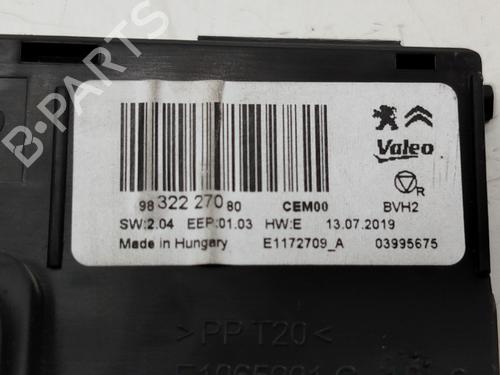 B-PARTS
Valeo
R
98 322 270 80 CEM00 BVH2
SW:2.04 EEP:01.03 HW:E 13.07.2019
Made in Hungary E1172709_A 03995675
>PP T20<